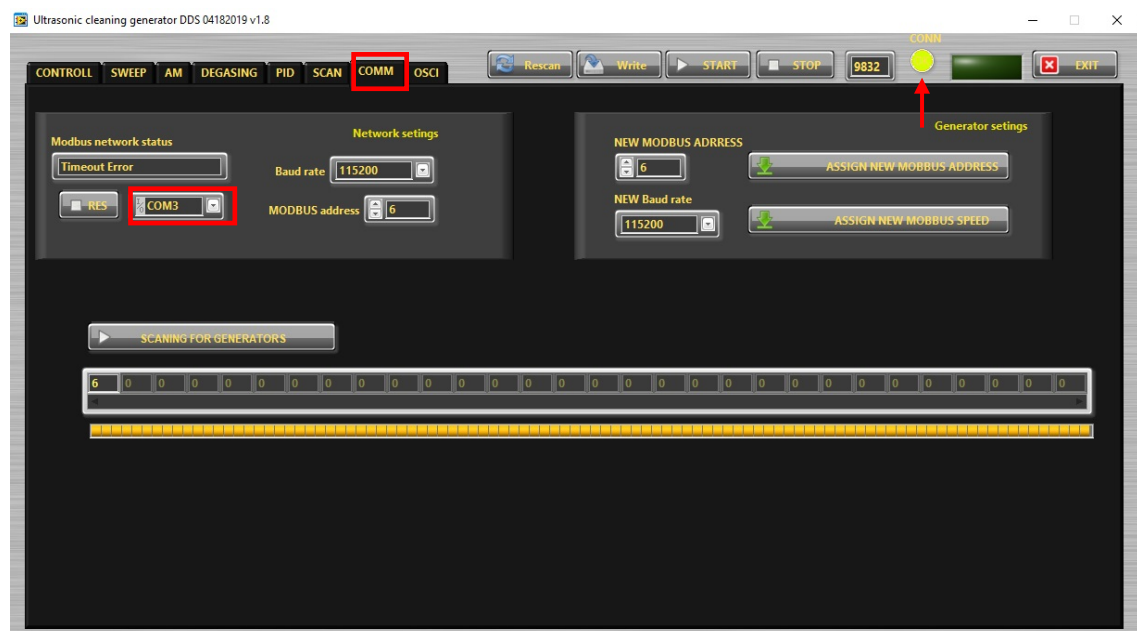 Ultrasonic cleaning generator DDS 04182019 v1.8
CONTROLL SWEEP AM DEGASING PID SCAN COMM OSCI
Rescan Write START STOP 9832 CONN EXIT
Modbus network status
Timeout Error
RES COM3
Network setings
Baud rate 115200
MODBUS address 6
Generator setings
NEW MODBUS ADRRESS
6 ASSIGN NEW MOBBUS ADDRESS
NEW Baud rate
115200 ASSIGN NEW MOBBUS SPEED
SCANING FOR GENERATORS
6 0 0 0 0 0 0 0 0 0 0 0 0 0 0 0 0 0 0 0 0 0 0 0 0 0 0 0 0 0